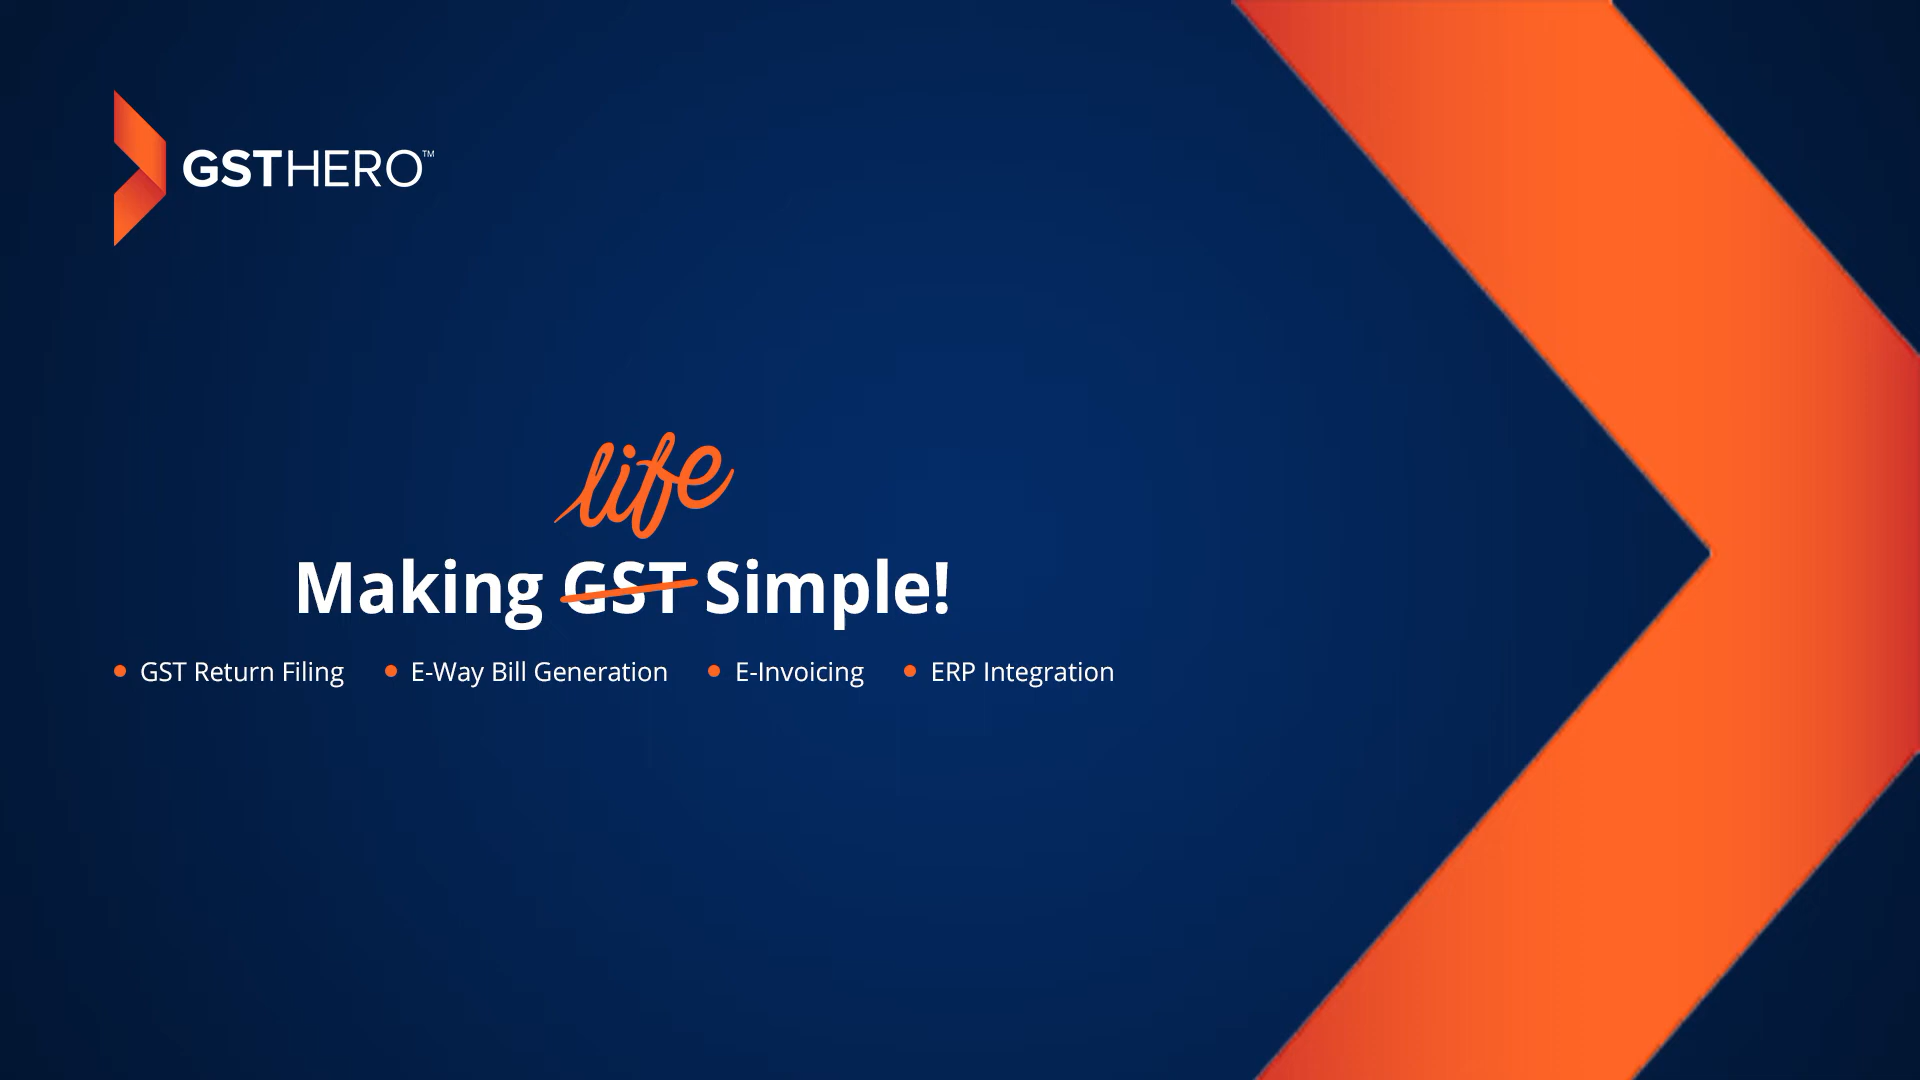 GSTHERO™
life
Making GST Simple!
• GST Return Filing • E-Way Bill Generation • E-Invoicing • ERP Integration